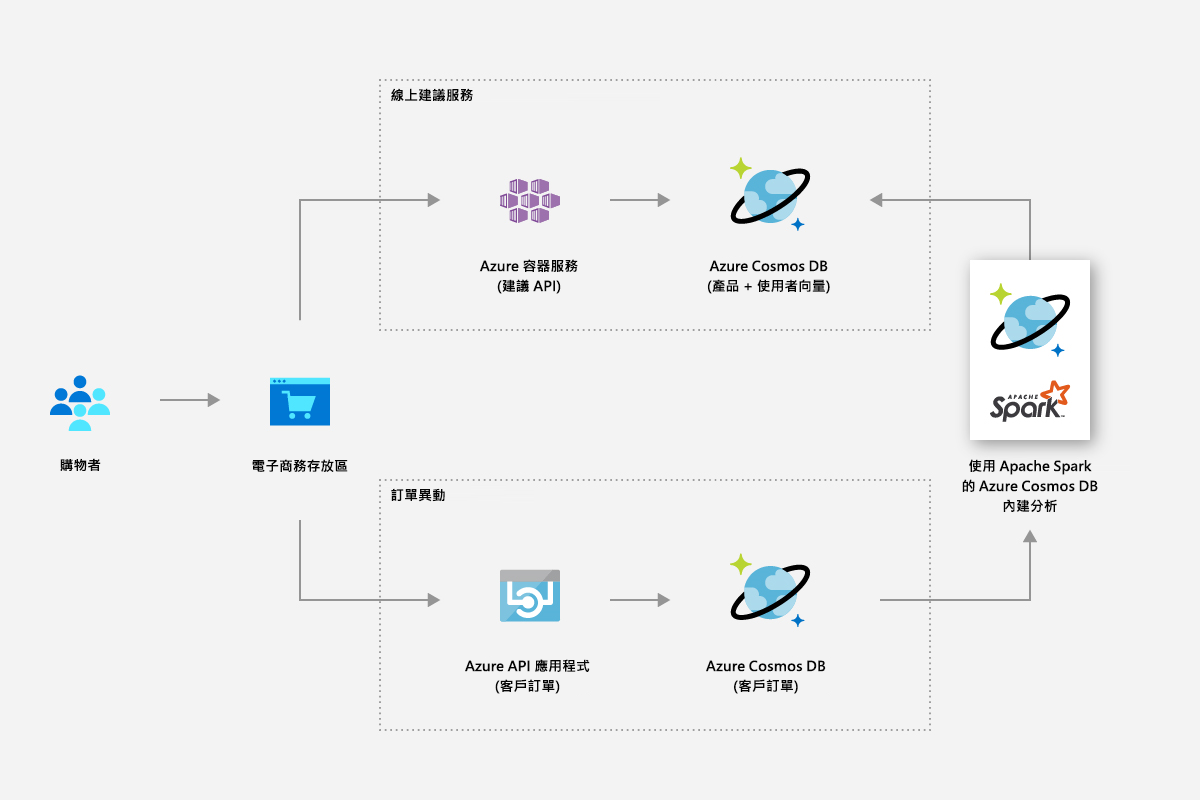 線上建議服務
Azure 容器服務
(建議 API)
Azure Cosmos DB
(產品 + 使用者向量)
APACHE
Spark™
購物者
電子商務存放區
使用 Apache Spark
的 Azure Cosmos DB
內建分析
訂單異動
Azure API 應用程式
(客戶訂單)
Azure Cosmos DB
(客戶訂單)